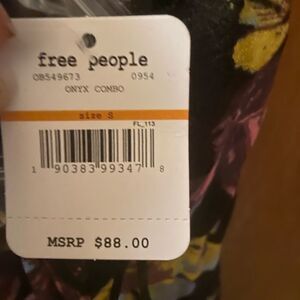 free people
OB549673 0954
ONYX COMBO
size S
FL_113
1 90383 99347 8
MSRP $88.00